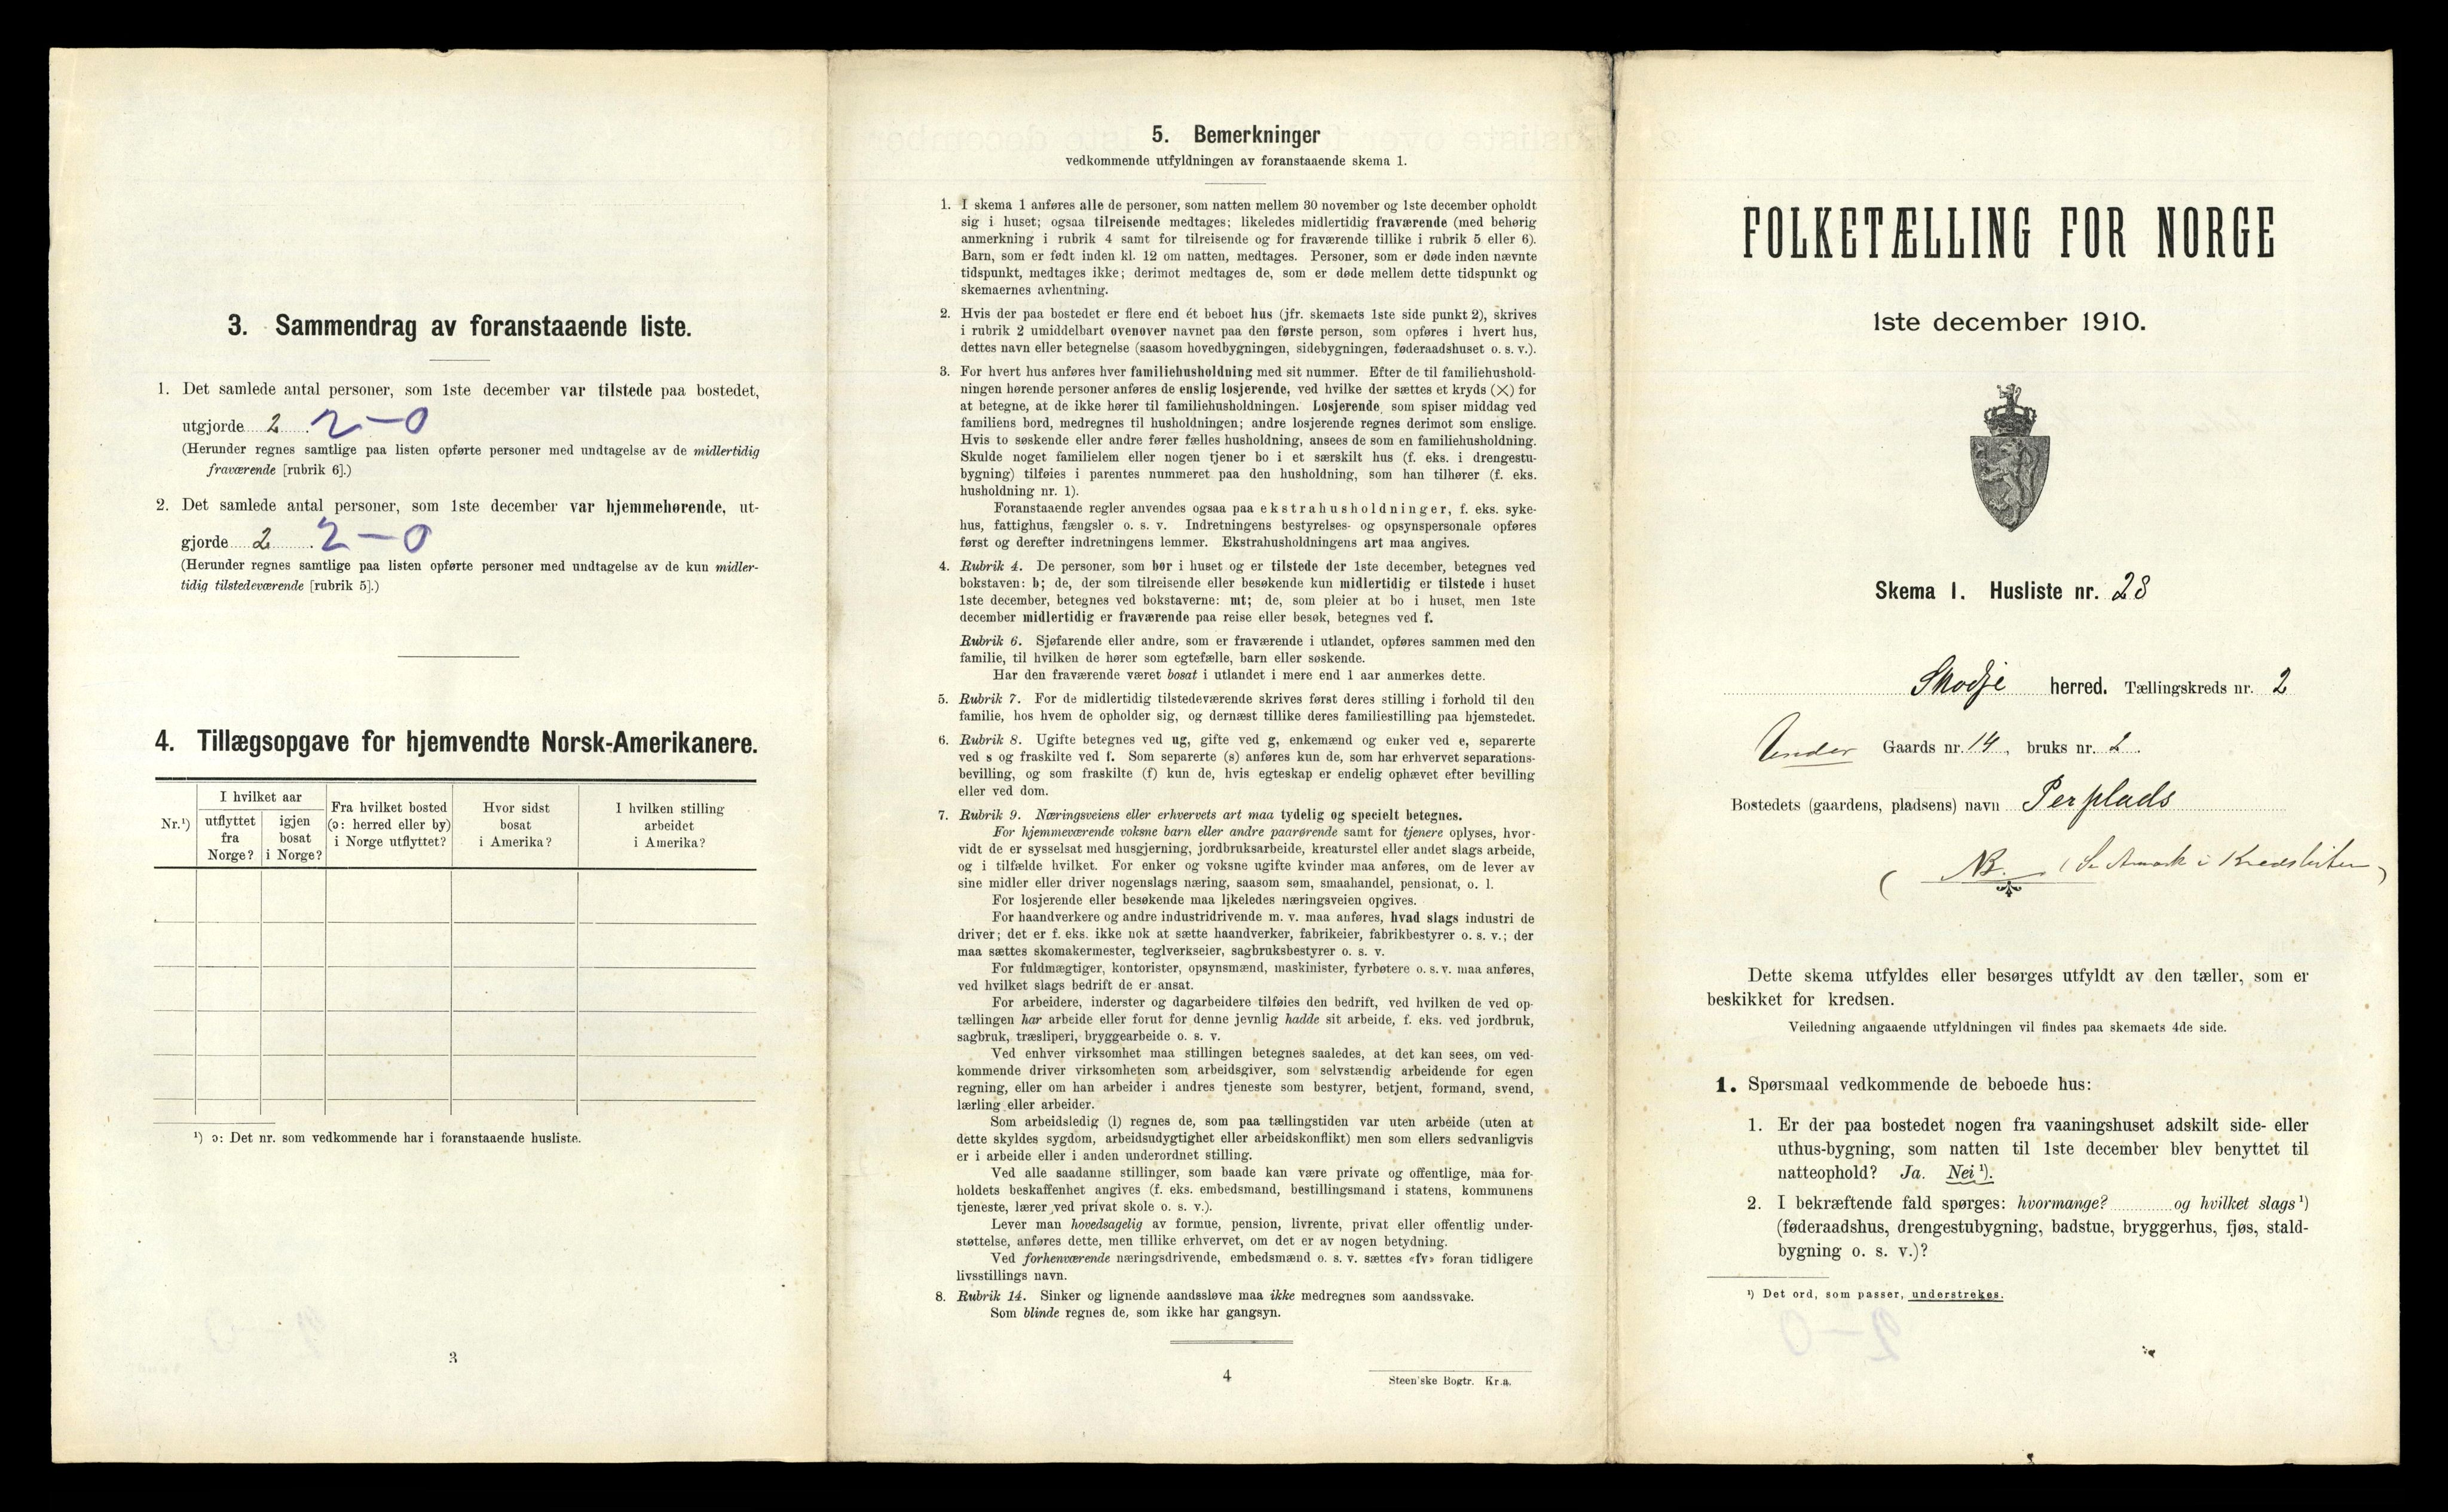 3. Sammendrag av foranstaaende liste.
1. Det samlede antal personer, som 1ste december var tilstede paa bostedet,
utgjorde 2 2-0
(Herunder regnes samtlige paa listen opførte personer med undtagelse av de midlertidig
fraværende [rubrik 6].)
2. Det samlede antal personer, som 1ste december var hjemmehørende, ut-
gjorde 2. 2-0
(Herunder regnes samtlige paa listen opførte personer med undtagelse av de kun midler-
tidig tilstedeværende [rubrik 5].)
4. Tillægsopgave for hjemvendte Norsk-Amerikanere.
Nr.¹)
I hvilket aar
utflyttet
fra
Norge?
igjen
bosat
i Norge?
Fra hvilket bosted
(ɔ: herred eller by)
i Norge utflyttet?
Hvor sidst
bosat
i Amerika?
I hvilken stilling
arbeidet
i Amerika?
¹) ɔ: Det nr. som vedkommende har i foranstaaende husliste.
3
5. Bemerkninger
vedkommende utfyldningen av foranstaaende skema 1.
1. I skema 1 anføres alle de personer, som natten mellem 30 november og 1ste december opholdt
sig i huset; ogsaa tilreisende medtages; likeledes midlertidig fraværende (med behørig
anmerkning i rubrik 4 samt for tilreisende og for fraværende tillike i rubrik 5 eller 6).
Barn, som er født inden kl. 12 om natten, medtages. Personer, som er døde inden nævnte
tidspunkt, medtages ikke; derimot medtages de, som er døde mellem dette tidspunkt og
skemaernes avhentning.
2. Hvis der paa bostedet er flere end ét beboet hus (jfr. skemaets 1ste side punkt 2), skrives
i rubrik 2 umiddelbart ovenover navnet paa den første person, som opføres i hvert hus,
dettes navn eller betegnelse (saasom hovedbygningen, sidebygningen, føderaadshuset o. s. v.).
3. For hvert hus anføres hver familiehusholdning med sit nummer. Efter de til familiehushold-
ningen hørende personer anføres de enslig losjerende, ved hvilke der sættes et kryds (×) for
at betegne, at de ikke hører til familiehusholdningen. Losjerende som spiser middag ved
familiens bord, medregnes til husholdningen; andre losjerende regnes derimot som enslige.
Hvis to søskende eller andre fører fælles husholdning, ansees de som en familiehusholdning.
Skulde noget familielem eller nogen tjener bo i et særskilt hus (f. eks. i drengestu-
bygning) tilføies i parentes nummeret paa den husholdning, som han tilhører (f. eks.
husholdning nr. 1).
Foranstaaende regler anvendes ogsaa paa ekstrahusholdninger, f. eks. syke-
hus, fattighus, fængsler o. s. v. Indretningens bestyrelses- og opsynspersonale opføres
først og derefter indretningens lemmer. Ekstrahusholdningens art maa angives.
4. Rubrik 4. De personer, som bor i huset og er tilstede der 1ste december, betegnes ved
bokstaven: b; de, der som tilreisende eller besøkende kun midlertidig er tilstede i huset
1ste december, betegnes ved bokstaverne: mt; de, som pleier at bo i huset, men 1ste
december midlertidig er fraværende paa reise eller besøk, betegnes ved f.
Rubrik 6. Sjøfarende eller andre, som er fraværende i utlandet, opføres sammen med den
familie, til hvilken de hører som egtefælle, barn eller søskende.
Har den fraværende været bosat i utlandet i mere end 1 aar anmerkes dette.
5. Rubrik 7. For de midlertidig tilstedeværende skrives først deres stilling i forhold til den
familie, hos hvem de opholder sig, og dernæst tillike deres familiestilling paa hjemstedet.
6. Rubrik 8. Ugifte betegnes ved ug, gifte ved g, enkemænd og enker ved e, separerte
ved s og fraskilte ved f. Som separerte (s) anføres kun de, som har erhvervet separations-
bevilling, og som fraskilte (f) kun de, hvis egteskap er endelig ophævet efter bevilling
eller ved dom.
7. Rubrik 9. Næringsveiens eller erhvervets art maa tydelig og specielt betegnes.
For hjemmeværende voksne barn eller andre paarørende samt for tjenere oplyses, hvor-
vidt de er sysselsat med husgjerning, jordbruksarbeide, kreaturstel eller andet slags arbeide,
og i tilfælde hvilket. For enker og voksne ugifte kvinder maa anføres, om de lever av
sine midler eller driver nogenslags næring, saasom søm, smaahandel, pensionat, o. l.
For losjerende eller besøkende maa likeledes næringsveien opgives.
For haandverkere og andre industridrivende m. v. maa anføres, hvad slags industri de
driver; det er f. eks. ikke nok at sætte haandverker, fabrikeier, fabrikbestyrer o. s. v.; der
maa sættes skomakermester, teglverkseier, sagbruksbestyrer o. s. v.
For fuldmægtiger, kontorister, opsynsmænd, maskinister, fyrbøtere o. s. v. maa anføres,
ved hvilket slags bedrift de er ansat.
For arbeidere, inderster og dagarbeidere tilføies den bedrift, ved hvilken de ved op-
tællingen har arbeide eller forut for denne jevnlig hadde sit arbeide, f. eks. ved jordbruk,
sagbruk, træsliperi, bryggearbeide o. s. v.
Ved enhver virksomhet maa stillingen betegnes saaledes, at det kan sees, om ved-
kommende driver virksomheten som arbeidsgiver, som selvstændig arbeidende for egen
regning, eller om han arbeider i andres tjeneste som bestyrer, betjent, formand, svend,
lærling eller arbeider.
Som arbeidsledig (l) regnes de, som paa tællingstiden var uten arbeide (uten at
dette skyldes sygdom, arbeidsudygtighet eller arbeidskonflikt) men som ellers sedvanligvis
er i arbeide eller i anden underordnet stilling.
Ved alle saadanne stillinger, som baade kan være private og offentlige, maa for-
holdets beskaffenhet angives (f. eks. embedsmand, bestillingsmand i statens, kommunens
tjeneste, lærer ved privat skole o. s. v.).
Lever man hovedsagelig av formue, pension, livrente, privat eller offentlig under-
støttelse, anføres dette, men tillike erhvervet, om det er av nogen betydning.
Ved forhenværende næringsdrivende, embedsmænd o. s. v. sættes «fv» foran tidligere
livsstillings navn.
8. Rubrik 14. Sinker og lignende aandssløve maa ikke medregnes som aandssvake.
Som blinde regnes de, som ikke har gangsyn.
4
Steen'ske Bogtr. Kr.a.
FOLKETÆLLING FOR NORGE
1ste december 1910.
Skema 1. Husliste nr. 28
Skodje herred. Tællingskreds nr. 2
Under Gaards nr. 14, bruks nr. 2.
Bostedets (gaardens, pladsens) navn Perplads
( NB. (Se Anmrk i Kredslisten)
Dette skema utfyldes eller besørges utfyldt av den tæller, som er
beskikket for kredsen.
Veiledning angaaende utfyldningen vil findes paa skemaets 4de side.
1. Spørsmaal vedkommende de beboede hus:
1. Er der paa bostedet nogen fra vaaningshuset adskilt side- eller
uthus-bygning, som natten til 1ste december blev benyttet til
natteophold? Ja. Nei ¹).
2. I bekræftende fald spørges: hvormange? og hvilket slags ¹)
(føderaadshus, drengestubygning, badstue, bryggerhus, fjøs, stald-
bygning o. s. v.)?
¹) Det ord, som passer, understrekes.